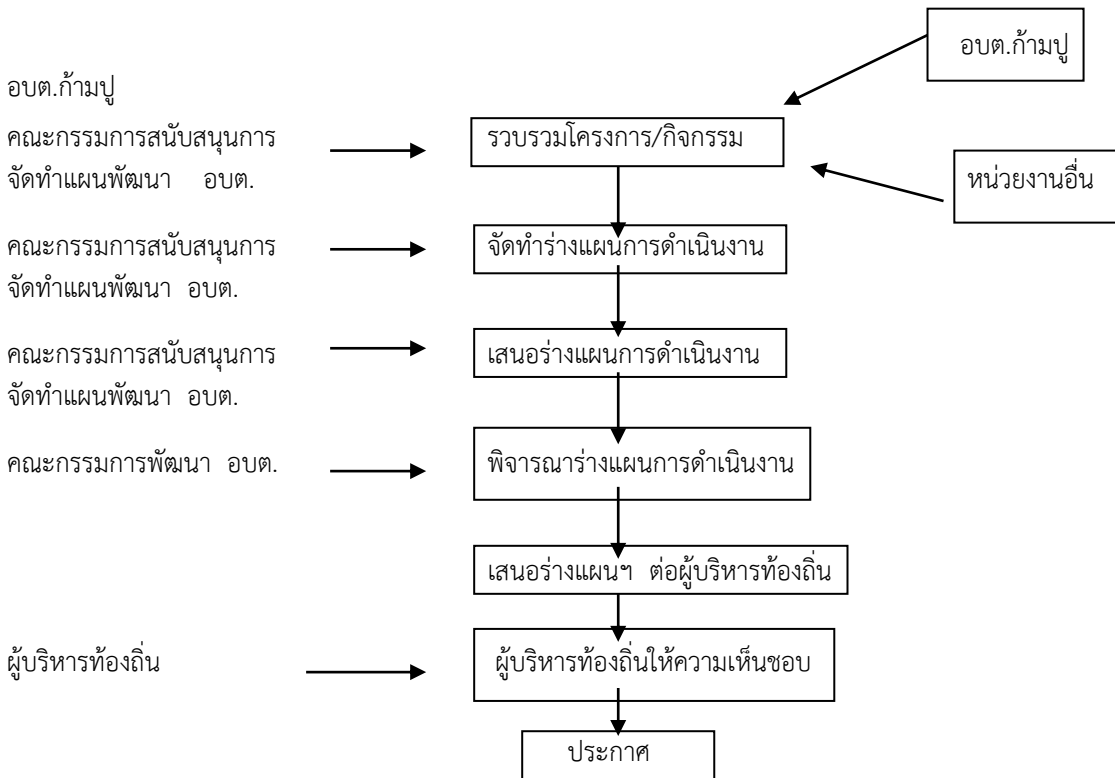 อบต.ก้ามปู
อบต.ก้ามปู
คณะกรรมการสนับสนุนการ
จัดทำแผนพัฒนา อบต.
รวบรวมโครงการ/กิจกรรม
หน่วยงานอื่น
คณะกรรมการสนับสนุนการ
จัดทำแผนพัฒนา อบต.
จัดทำร่างแผนการดำเนินงาน
คณะกรรมการสนับสนุนการ
จัดทำแผนพัฒนา อบต.
เสนอร่างแผนการดำเนินงาน
คณะกรรมการพัฒนา อบต.
พิจารณาร่างแผนการดำเนินงาน
เสนอร่างแผนฯ ต่อผู้บริหารท้องถิ่น
ผู้บริหารท้องถิ่น
ผู้บริหารท้องถิ่นให้ความเห็นชอบ
ประกาศ